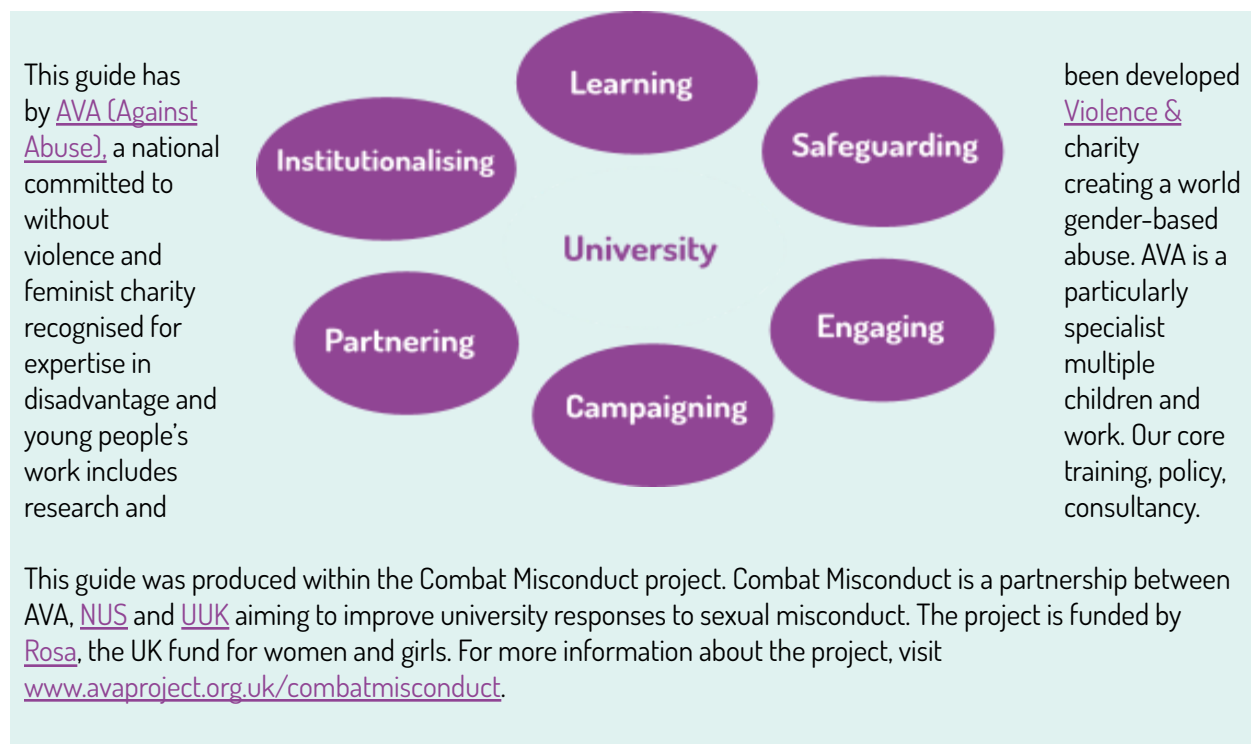 This guide has been developed
by AVA (Against Violence &
Abuse), a national charity
committed to creating a world
without gender-based
violence and abuse. AVA is a
feminist charity particularly
recognised for specialist
expertise in multiple
disadvantage and children and
young people's work. Our core
work includes training, policy,
research and consultancy.
Learning
Safeguarding
Institutionalising
University
Engaging
Partnering
Campaigning
This guide was produced within the Combat Misconduct project. Combat Misconduct is a partnership between
AVA, NUS and UUK aiming to improve university responses to sexual misconduct. The project is funded by
Rosa, the UK fund for women and girls. For more information about the project, visit
www.avaproject.org.uk/combatmisconduct.